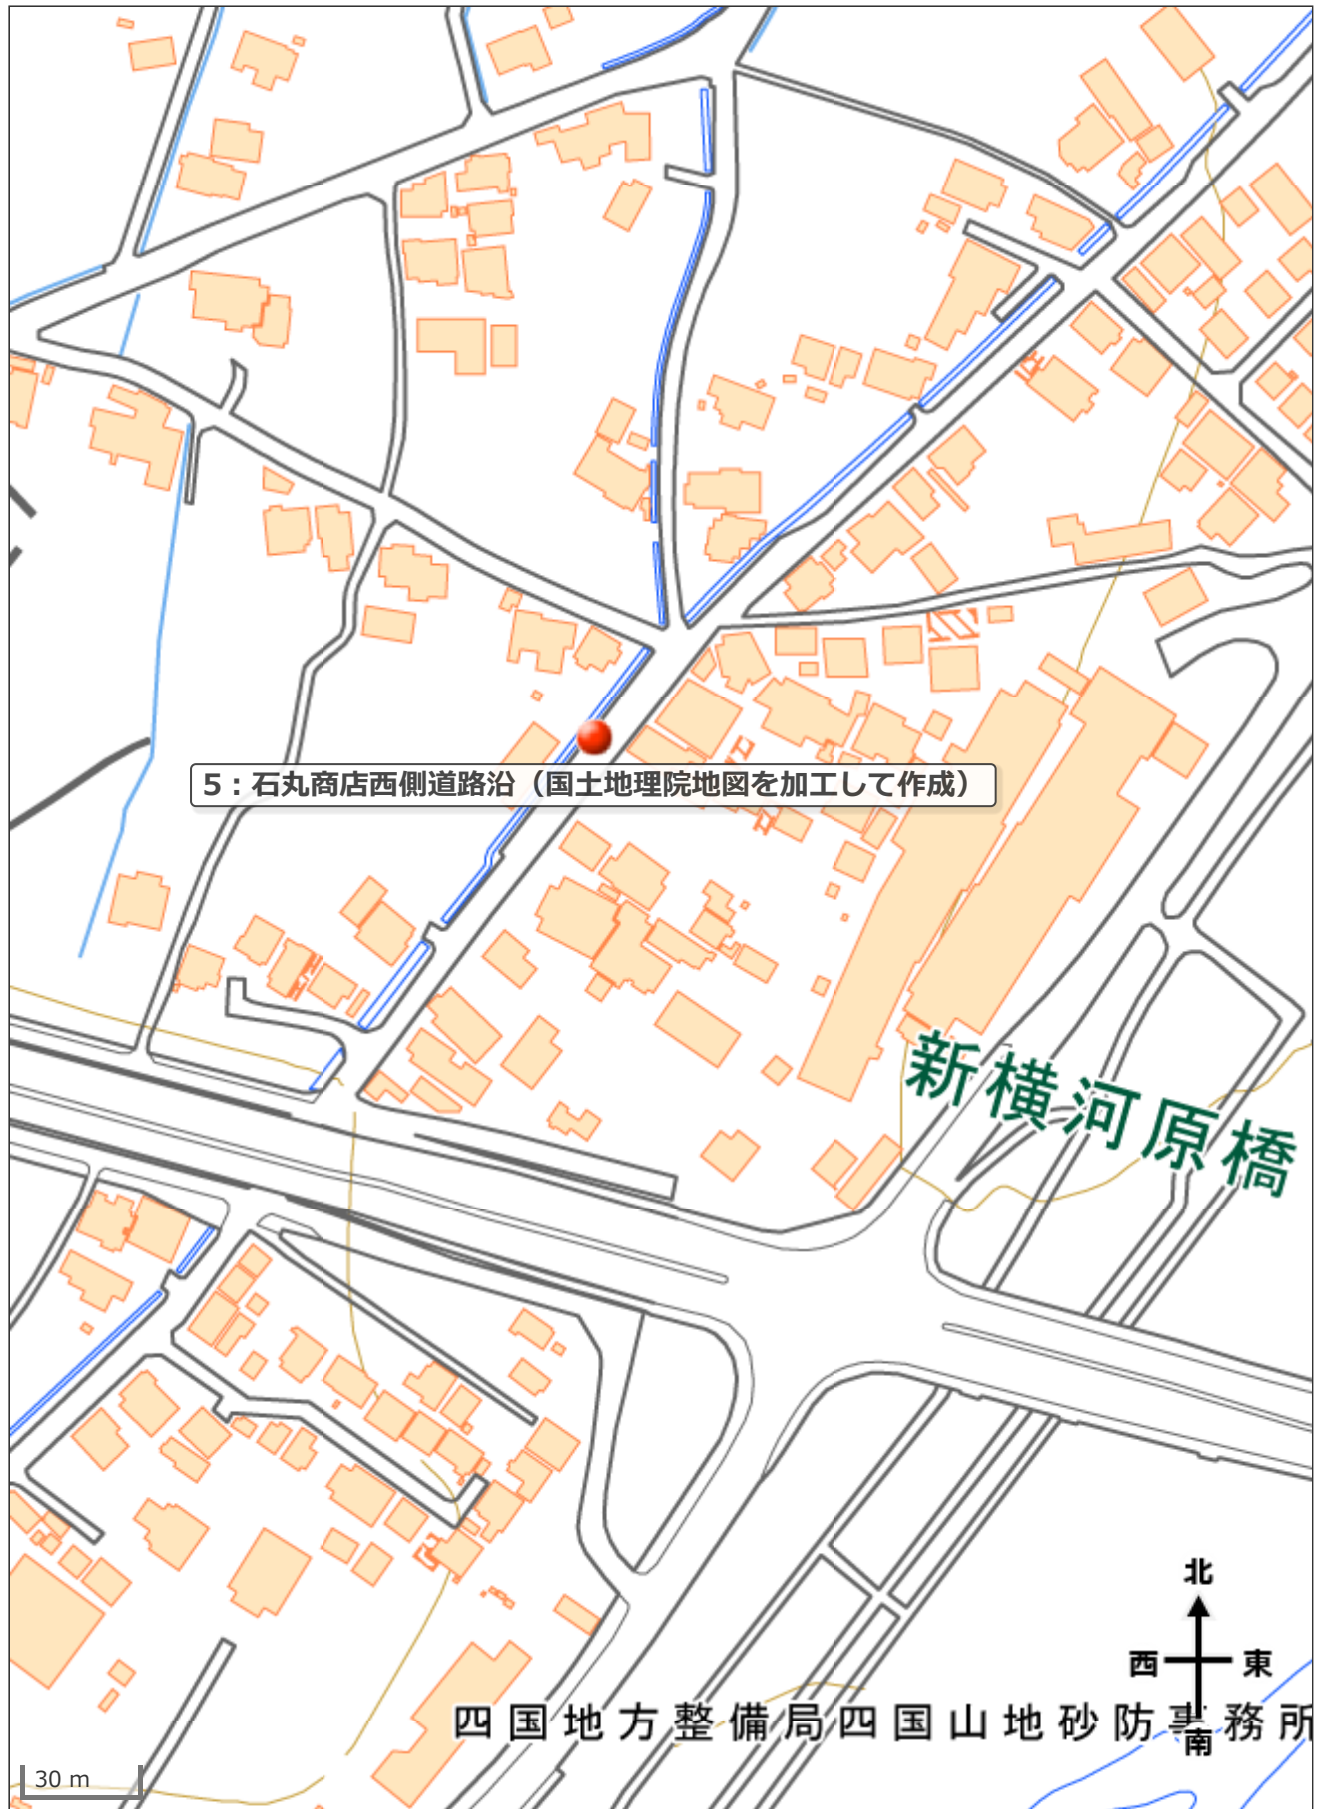 5：石丸商店西側道路沿（国土地理院地図を加工して作成）
新横河原橋
北
西 東
南
四国地方整備局四国山地砂防事務所
30 m